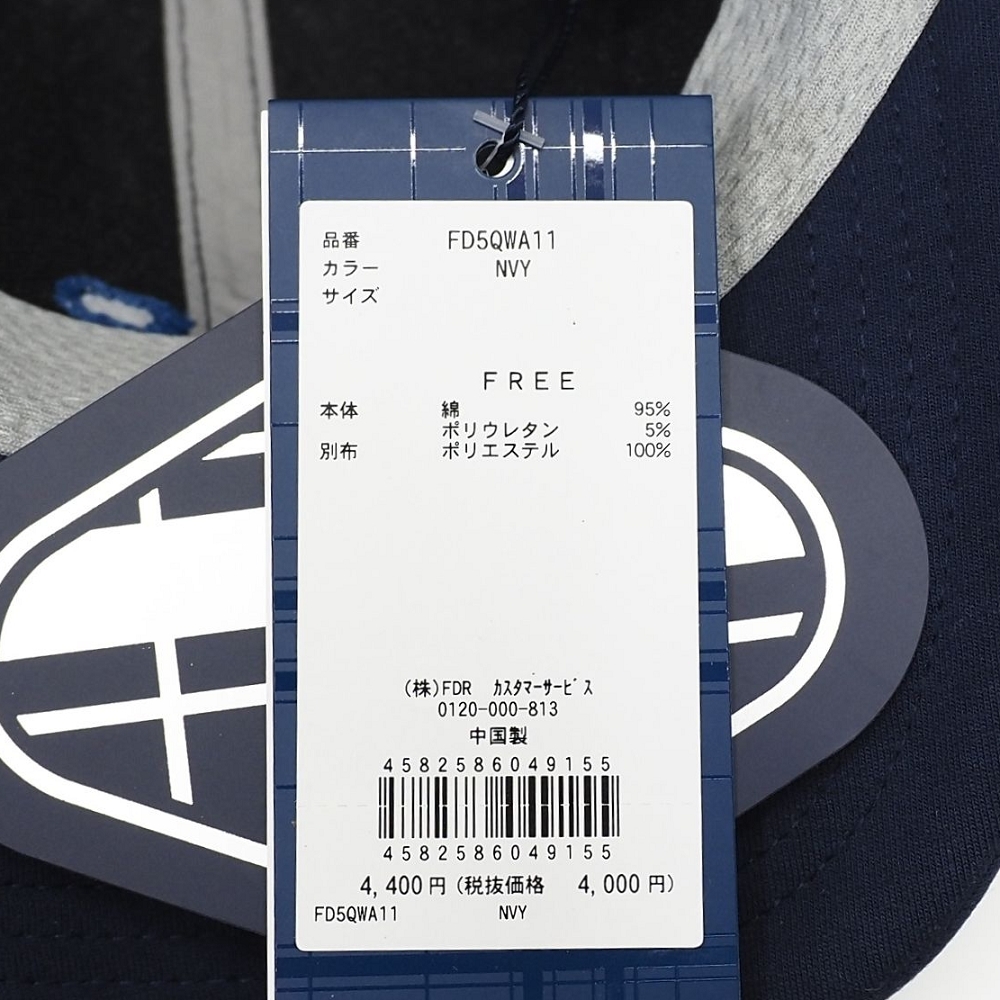 品番 FD5QWA11
カラー NVY
サイズ
FREE
本体 綿 95%
ポリウレタン 5%
別布 ポリエステル 100%
(株)FDR ｶｽﾀﾏｰｻｰﾋﾞｽ
0120-000-813
中国製
4582586049155
4582586049155
4,400円(税抜価格 4,000円)
FD5QWA11 NVY